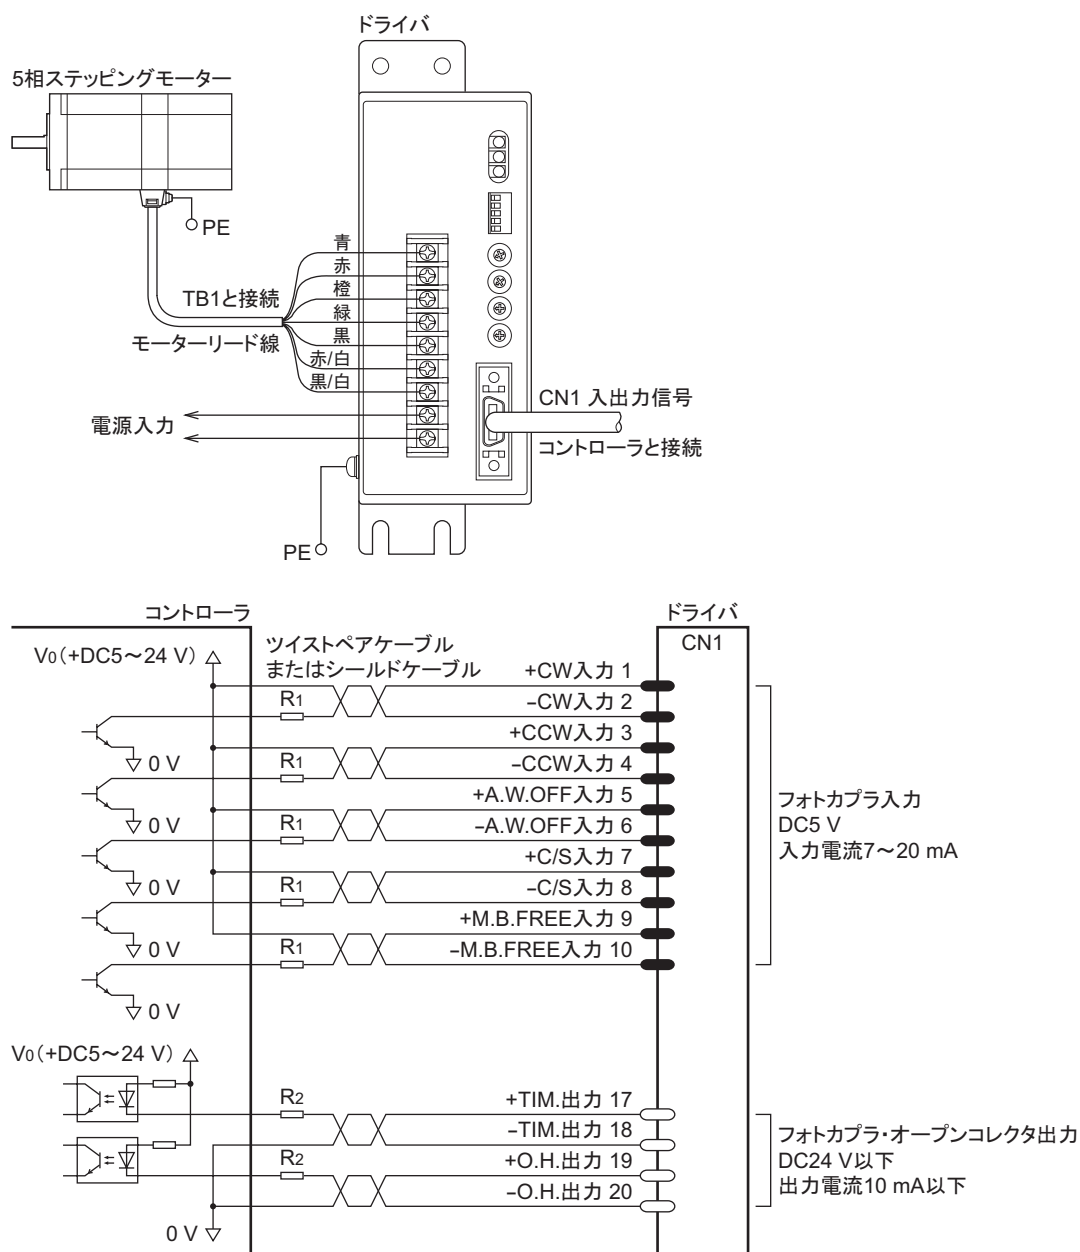 ドライバ
5相ステッピングモーター
PE
青
赤
橙
緑
黒
赤/白
黒/白
TB1と接続
モーターリード線
電源入力
CN1 入出力信号
コントローラと接続
PE
コントローラ
ドライバ
CN1
V0（+DC5～24 V）
ツイストペアケーブル
またはシールドケーブル
+CW入力 1
R1
−CW入力 2
+CCW入力 3
0 V
R1
−CCW入力 4
+A.W.OFF入力 5
0 V
R1
−A.W.OFF入力 6
+C/S入力 7
0 V
R1
−C/S入力 8
+M.B.FREE入力 9
0 V
R1
−M.B.FREE入力 10
0 V
フォトカプラ入力
DC5 V
入力電流7～20 mA
V0（+DC5～24 V）
R2
+TIM.出力 17
−TIM.出力 18
R2
+O.H.出力 19
−O.H.出力 20
0 V
フォトカプラ・オープンコレクタ出力
DC24 V以下
出力電流10 mA以下